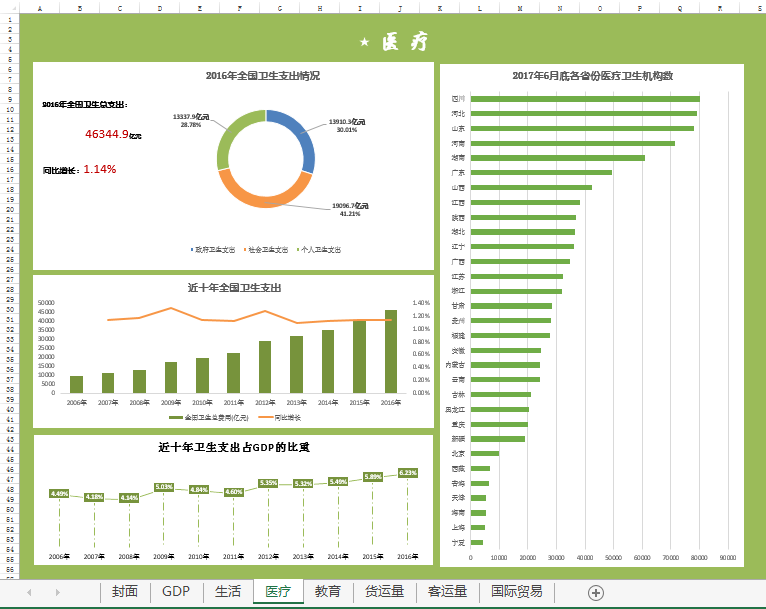 A B C D E F G H I J K L M N O P Q R S
★ 医疗
2016年全国卫生支出情况
2016年全国卫生总支出：
46344.9亿元
同比增长：1.14%
13337.9亿元
28.78%
13910.3亿元
30.01%
19096.7亿元
41.21%
政府卫生支出 社会卫生支出 个人卫生支出
近十年全国卫生支出
50000
45000
40000
35000
30000
25000
20000
15000
10000
5000
0
1.40%
1.20%
1.00%
0.80%
0.60%
0.40%
0.20%
0.00%
2006年 2007年 2008年 2009年 2010年 2011年 2012年 2013年 2014年 2015年 2016年
全国卫生总费用(亿元) 同比增长
近十年卫生支出占GDP的比重
4.49% 4.18% 4.14% 5.03% 4.84% 4.60% 5.35% 5.32% 5.49% 5.89% 6.23%
2006年 2007年 2008年 2009年 2010年 2011年 2012年 2013年 2014年 2015年 2016年
2017年6月底各省份医疗卫生机构数
四川
河北
山东
河南
湖南
广东
山西
江西
陕西
湖北
辽宁
广西
江苏
浙江
甘肃
贵州
福建
安徽
内蒙古
云南
吉林
黑龙江
重庆
新疆
北京
西藏
青海
天津
海南
上海
宁夏
0 10000 20000 30000 40000 50000 60000 70000 80000 90000
封面 GDP 生活 医疗 教育 货运量 客运量 国际贸易